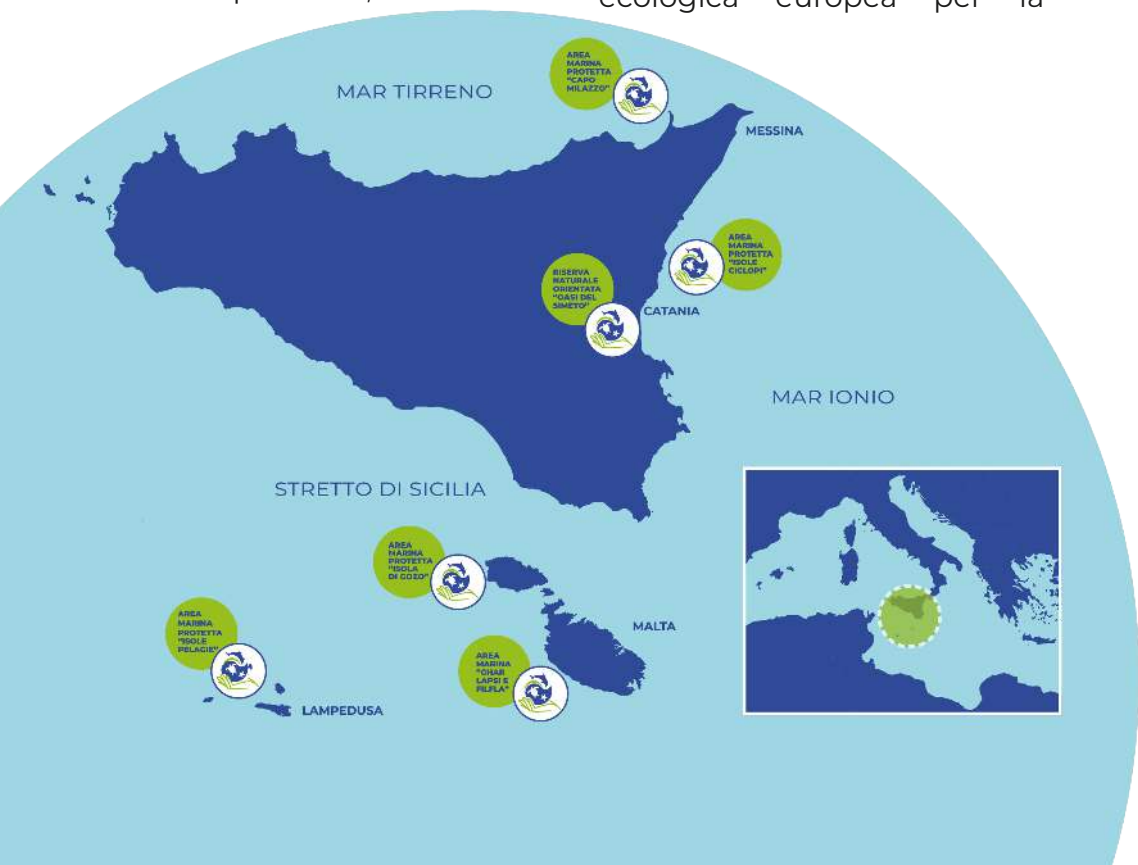 ecologica europea per la
AREA
MARINA
PROTETTA
"CAPO
MILAZZO"
MAR TIRRENO
MESSINA
AREA
MARINA
PROTETTA
"ISOLE
CICLOPI"
RISERVA
NATURALE
ORIENTATA
"OASI DEL
SIMETO"
CATANIA
MAR IONIO
STRETTO DI SICILIA
AREA
MARINA
PROTETTA
"ISOLA
DI GOZO"
AREA
MARINA
PROTETTA
"ISOLE
PELAGIE"
MALTA
AREA
MARINA
"GHAR
LAPSI E
FILFLA"
LAMPEDUSA